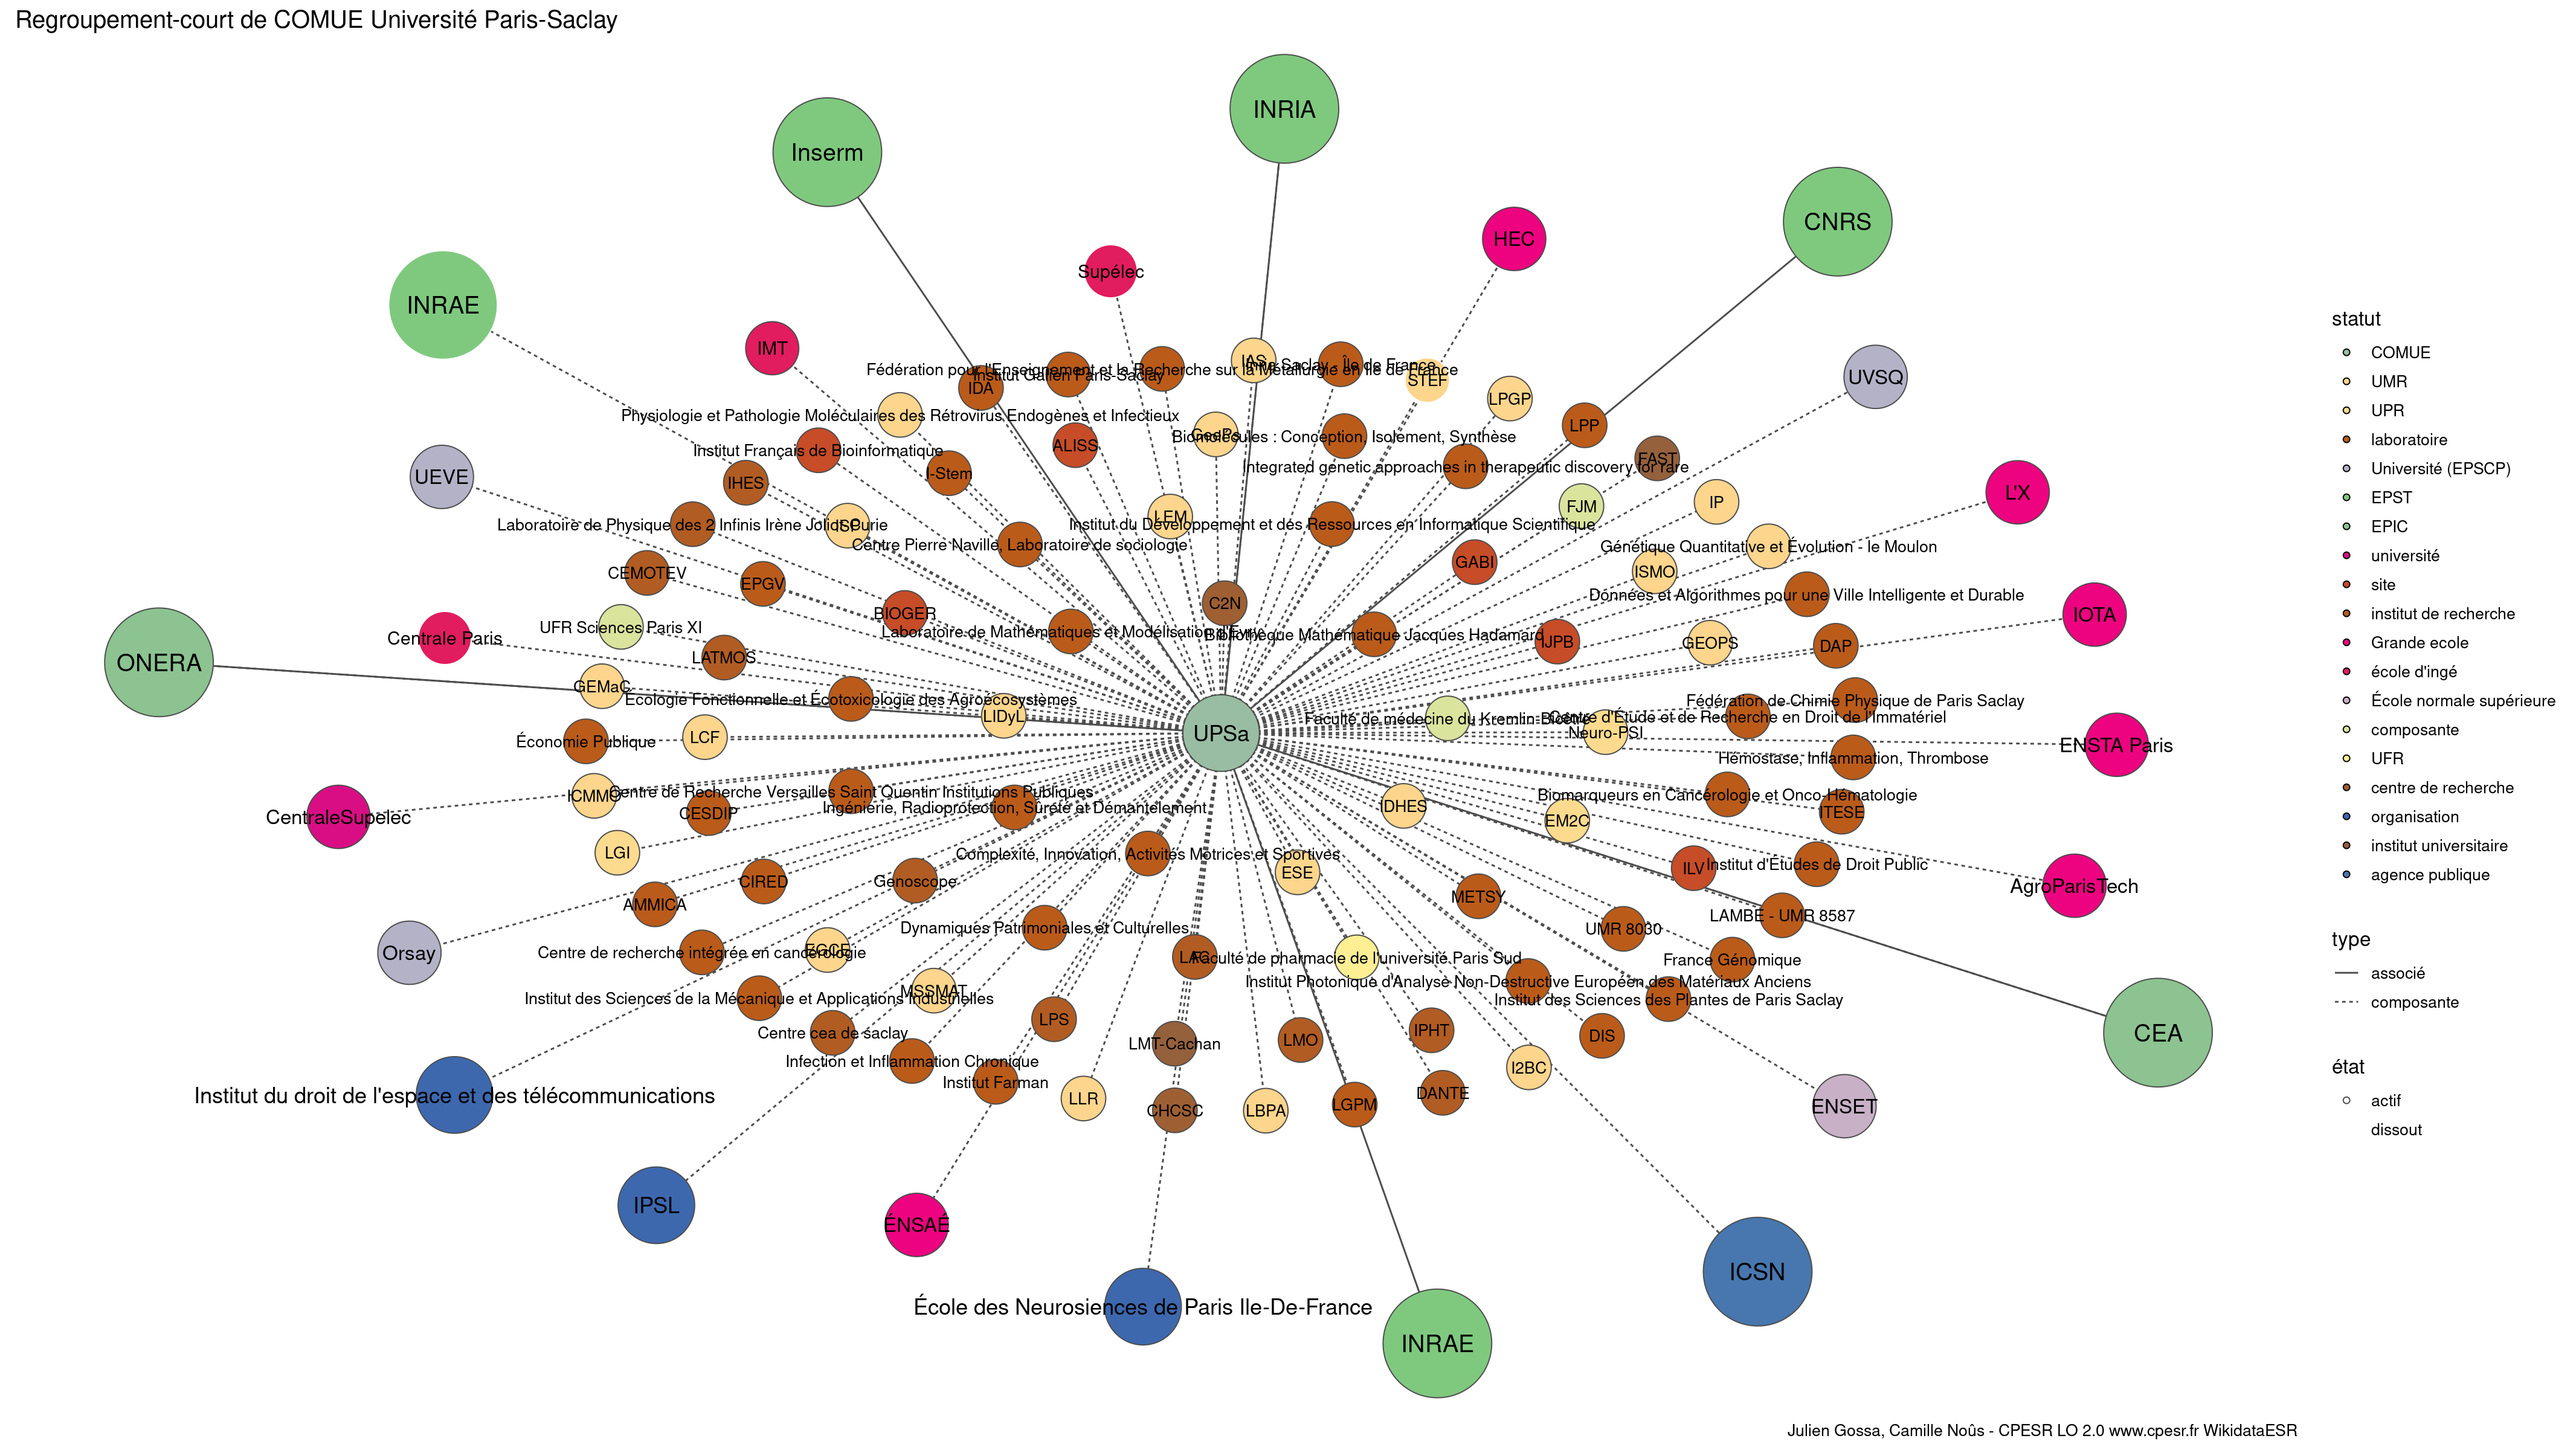 Regroupement-court de COMUE Université Paris-Saclay
INRIA
Inserm
CNRS
HEC
Supélec
INRAE
IMT
UVSQ
Fédération pour l'Enseignement et la Recherche sur la Métallurgie en Île de France
Institut Galien Paris-Saclay
IAS
Inria Saclay - Île de France
STEF
IDA
LPGP
Physiologie et Pathologie Moléculaires des Rétrovirus Endogènes et Infectieux
LPP
GeePs
Biomolécules : Conception, Isolement, Synthèse
ALISS
Institut Français de Bioinformatique
FAST
Integrated genetic approaches in therapeutic discovery for rare
I-Stem
UEVE
IHES
L'X
IP
FJM
LEM
Laboratoire de Physique des 2 Infinis Irène Joliot-Curie
ISP
Institut du Développement et des Ressources en Informatique Scientifique
Centre Pierre Naville, Laboratoire de sociologie
Génétique Quantitative et Évolution - le Moulon
GABI
ISMO
CEMOTEV
EPGV
Données et Algorithmes pour une Ville Intelligente et Durable
C2N
BIOGER
IOTA
UFR Sciences Paris XI
Centrale Paris
Laboratoire de Mathématiques et Modélisation d'Évry
Bibliothèque Mathématique Jacques Hadamard
IJPB
GEOPS
DAP
LATMOS
ONERA
GEMaC
Ecologie Fonctionnelle et Écotoxicologie des Agroécosystèmes
Fédération de Chimie Physique de Paris Saclay
LIDyL
Faculté de médecine du Kremlin-Bicêtre
Centre d'Étude et de Recherche en Droit de l'Immatériel
UPSa
Neuro-PSI
Économie Publique
LCF
ENSTA Paris
Hémostase, Inflammation, Thrombose
ICMMO
Centre de Recherche Versailles Saint Quentin Institutions Publiques
Biomarqueurs en Cancérologie et Onco-Hématologie
IDHES
Ingénierie, Radioprotection, Sûreté et Démantèlement
CESDIP
ITESE
CentraleSupélec
EM2C
LGI
Complexité, Innovation, Activités Motrices et Sportives
Institut d'Études de Droit Public
ILV
ESE
CIRED
Genoscope
AgroParisTech
METSY
AMMICA
LAMBE - UMR 8587
Dynamiques Patrimoniales et Culturelles
UMR 8030
EGCE
Centre de recherche intégrée en cancérologie
Orsay
LAC
Faculté de pharmacie de l'université Paris Sud
France Génomique
Institut Photonique d'Analyse Non-Destructive Européen des Matériaux Anciens
MSSMAT
Institut des Sciences de la Mécanique et Applications Industrielles
Institut des Sciences des Plantes de Paris Saclay
LPS
IPHT
Centre cea de saclay
CEA
DIS
LMO
LMT-Cachan
Infection et Inflammation Chronique
I2BC
Institut Farman
DANTE
Institut du droit de l'espace et des télécommunications
LLR
LGPM
ENSET
CHCSC
LBPA
IPSL
ÉNSAÉ
ICSN
École des Neurosiences de Paris Ile-De-France
INRAE
statut
COMUE
UMR
UPR
laboratoire
Université (EPSCP)
EPST
EPIC
université
site
institut de recherche
Grande ecole
école d'ingé
École normale supérieure
composante
UFR
centre de recherche
organisation
institut universitaire
agence publique
type
associé
composante
état
actif
dissout
Julien Gossa, Camille Noûs - CPESR LO 2.0 www.cpesr.fr WikidataESR